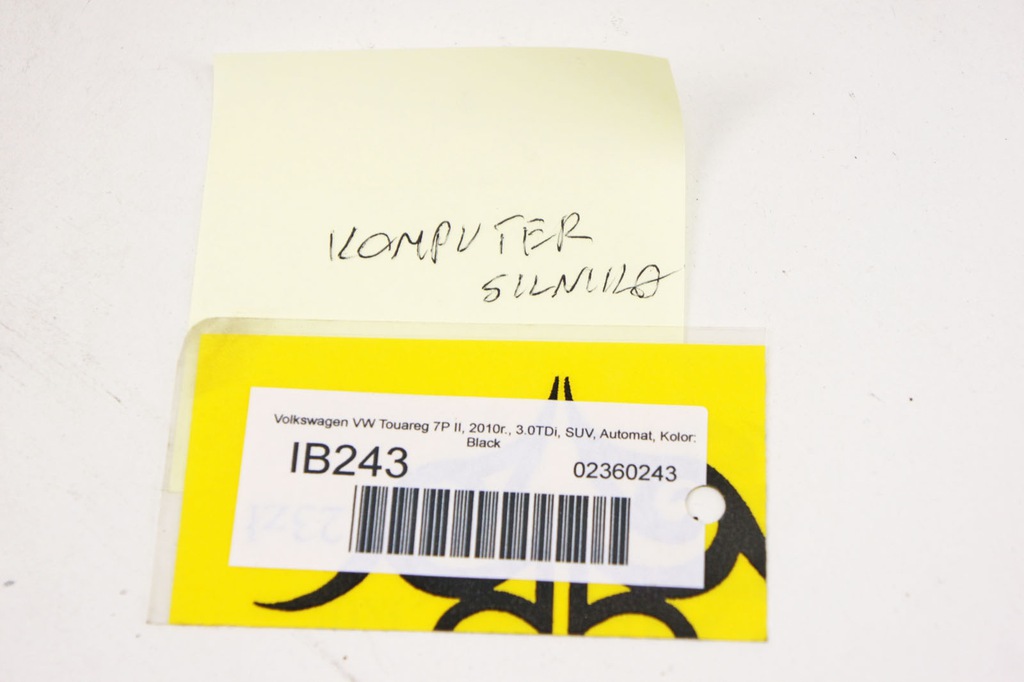 KOMPUTER
SILNIKA
Volkswagen VW Touareg 7P II, 2010r., 3.0TDi, SUV, Automat, Kolor:
Black
IB243
02360243